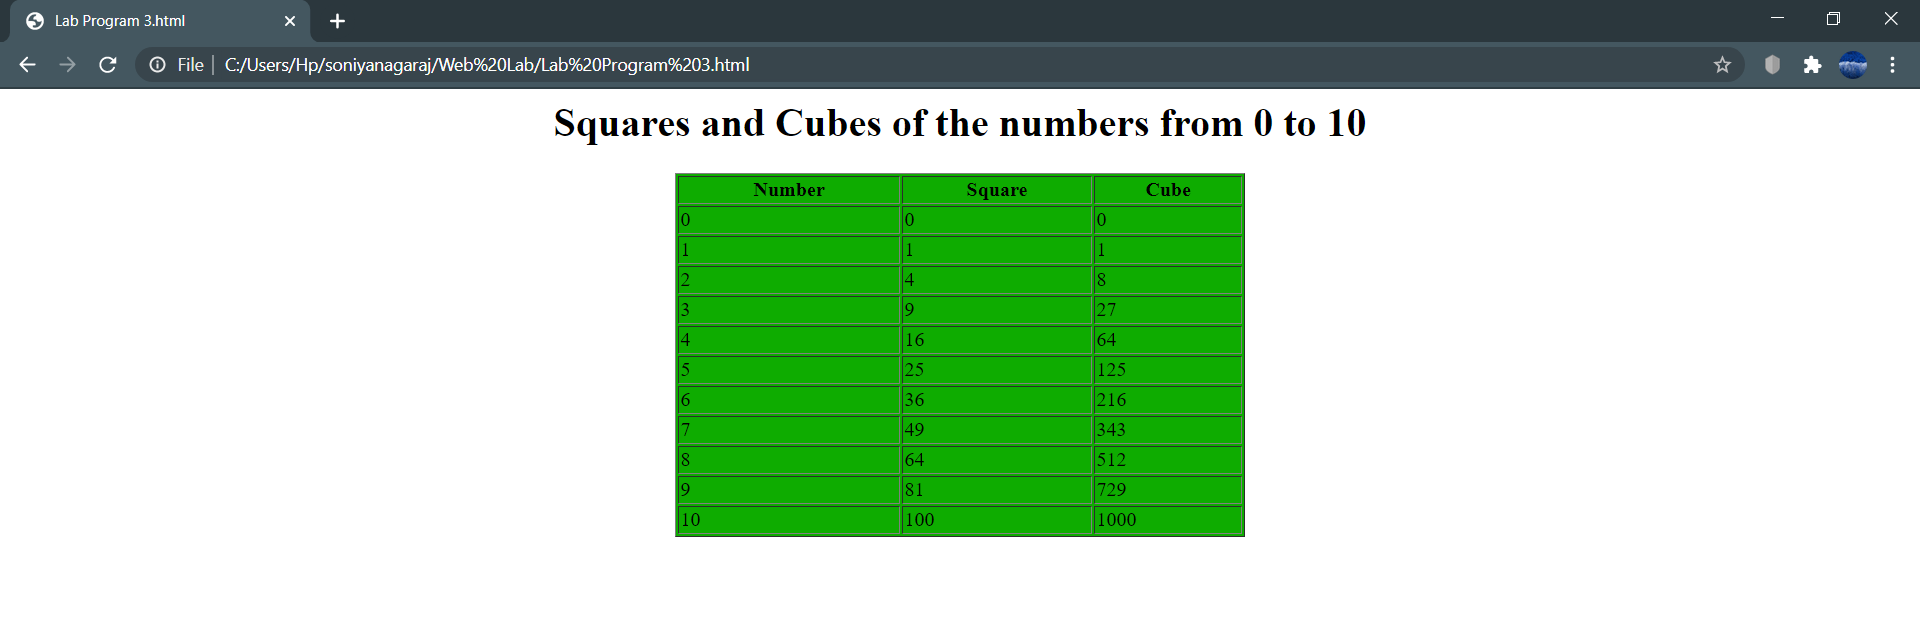 Lab Program 3.html
File C:/Users/Hp/soniyanagaraj/Web%20Lab/Lab%20Program%203.html
Squares and Cubes of the numbers from 0 to 10
Number Square Cube
0 0 0
1 1 1
2 4 8
3 9 27
4 16 64
5 25 125
6 36 216
7 49 343
8 64 512
9 81 729
10 100 1000